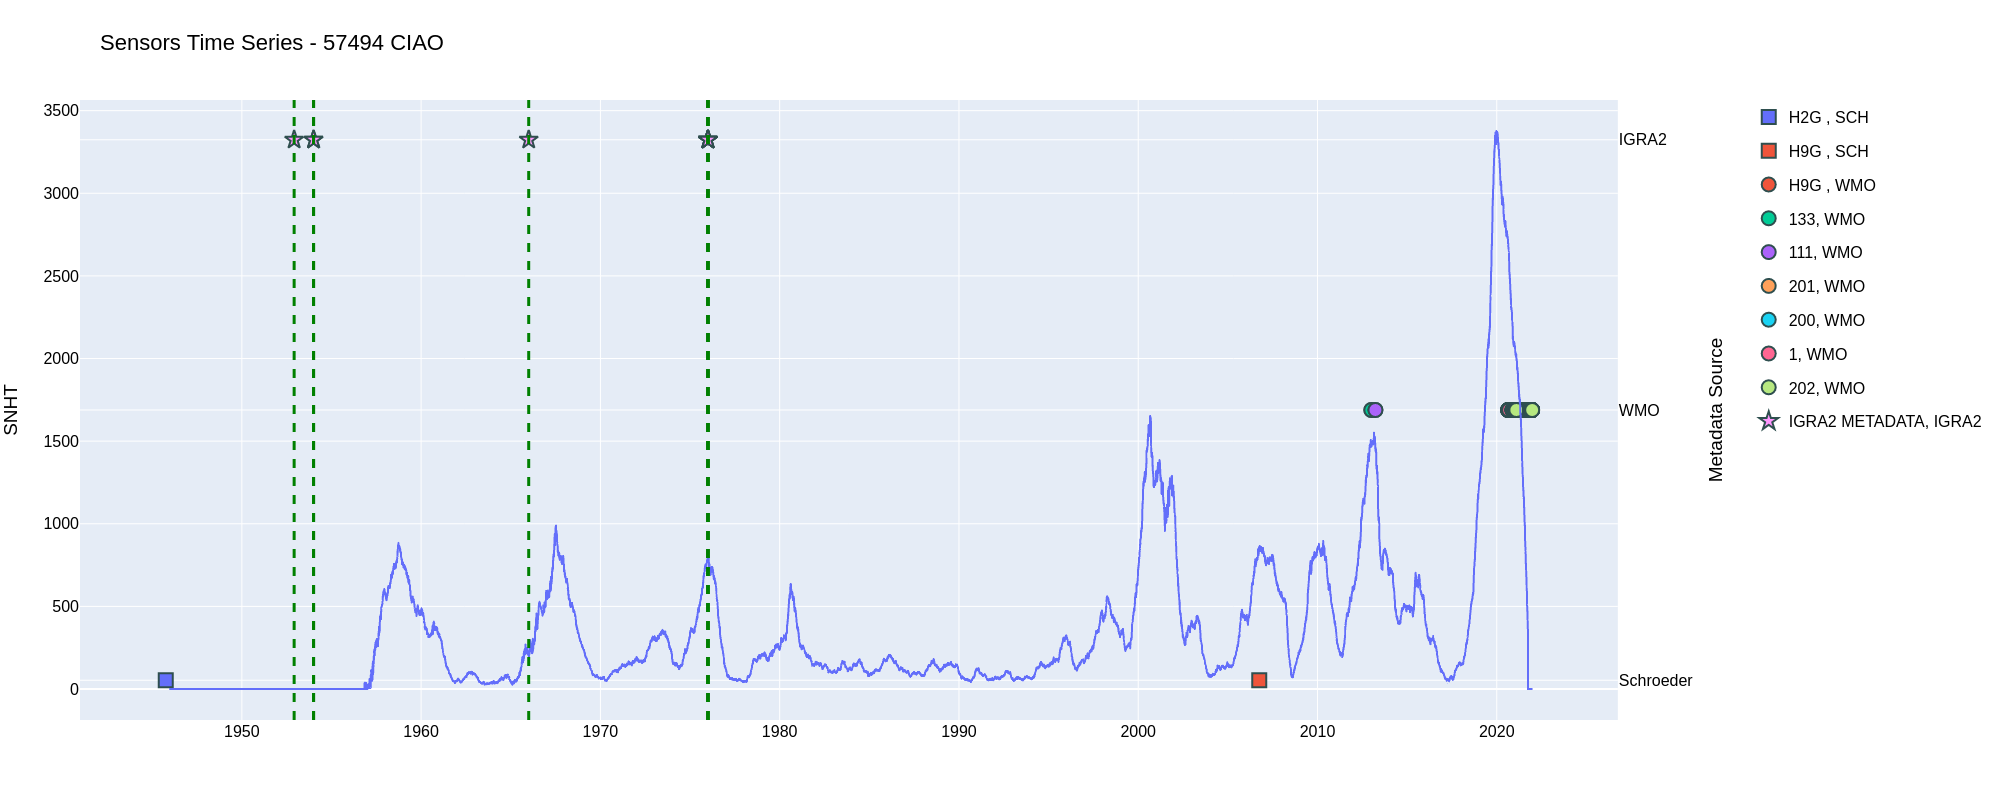 Sensors Time Series - 57494 CIAO
SNHT
3500
3000
2500
2000
1500
1000
500
0
1950
1960
1970
1980
1990
2000
2010
2020
IGRA2
WMO
Schroeder
Metadata Source
H2G , SCH
H9G , SCH
H9G , WMO
133, WMO
111, WMO
201, WMO
200, WMO
1, WMO
202, WMO
IGRA2 METADATA, IGRA2